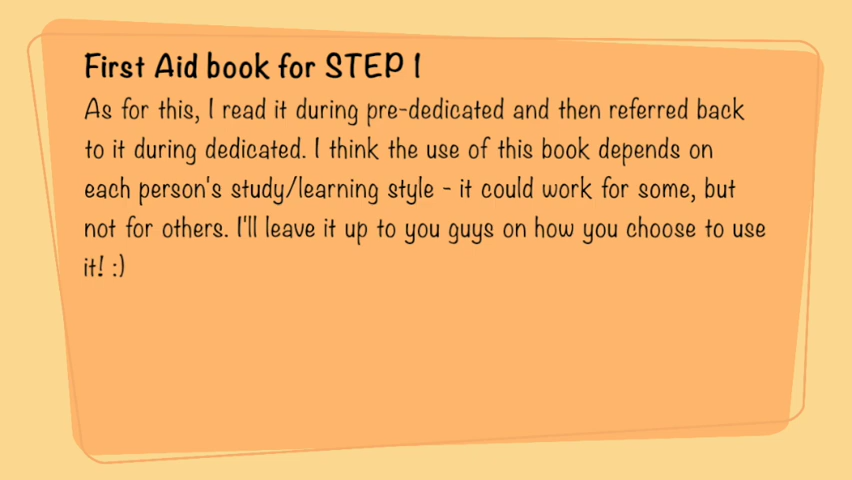 First Aid book for STEP 1
As for this, I read it during pre-dedicated and then referred back
to it during dedicated. I think the use of this book depends on
each person's study/learning style - it could work for some, but
not for others. I'll leave it up to you guys on how you choose to use
it! :)